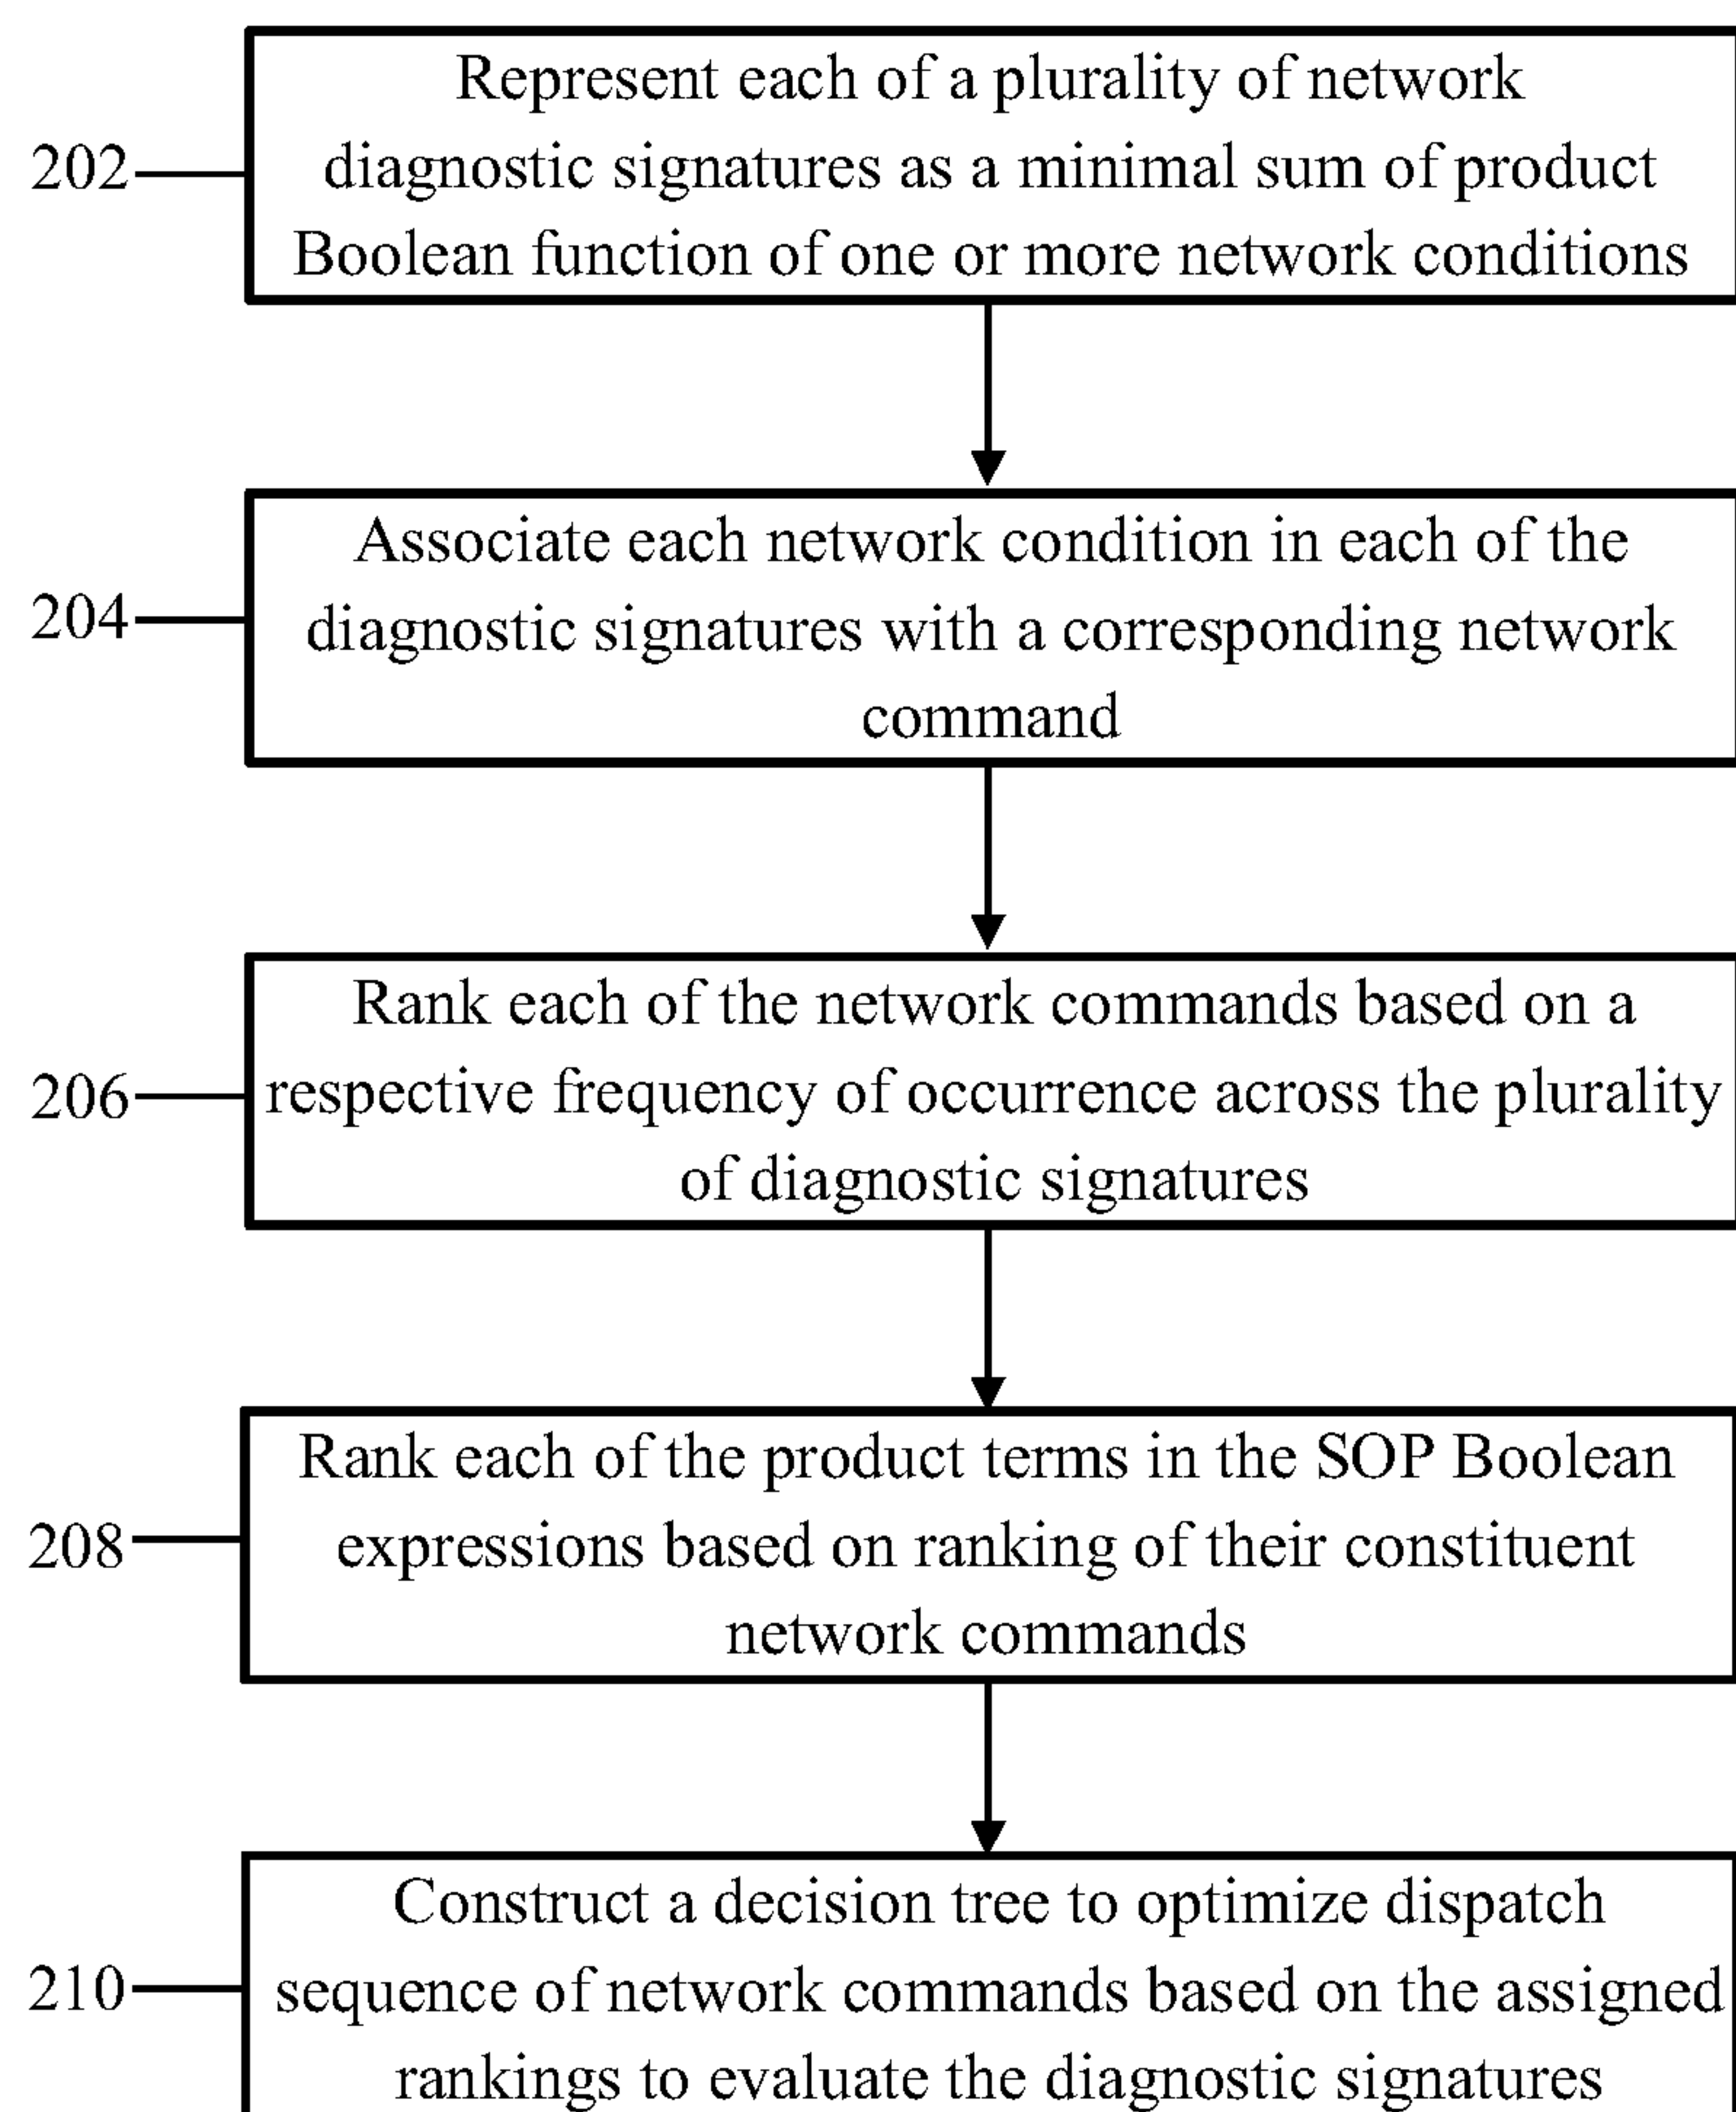 Represent each of a plurality of network
202
diagnostic signatures as a minimal sum of product
Boolean function of one or more network conditions
Associate each network condition in each of the
204
diagnostic signatures with a corresponding network
command
Rank each of the network commands based on a
206
respective frequency of occurrence across the plurality
of diagnostic signatures
Rank each of the product terms in the SOP Boolean
208
expressions based on ranking of their constituent
network commands
Construct a decision tree to optimize dispatch
210
sequence of network commands based on the assigned
rankings to evaluate the diagnostic signatures